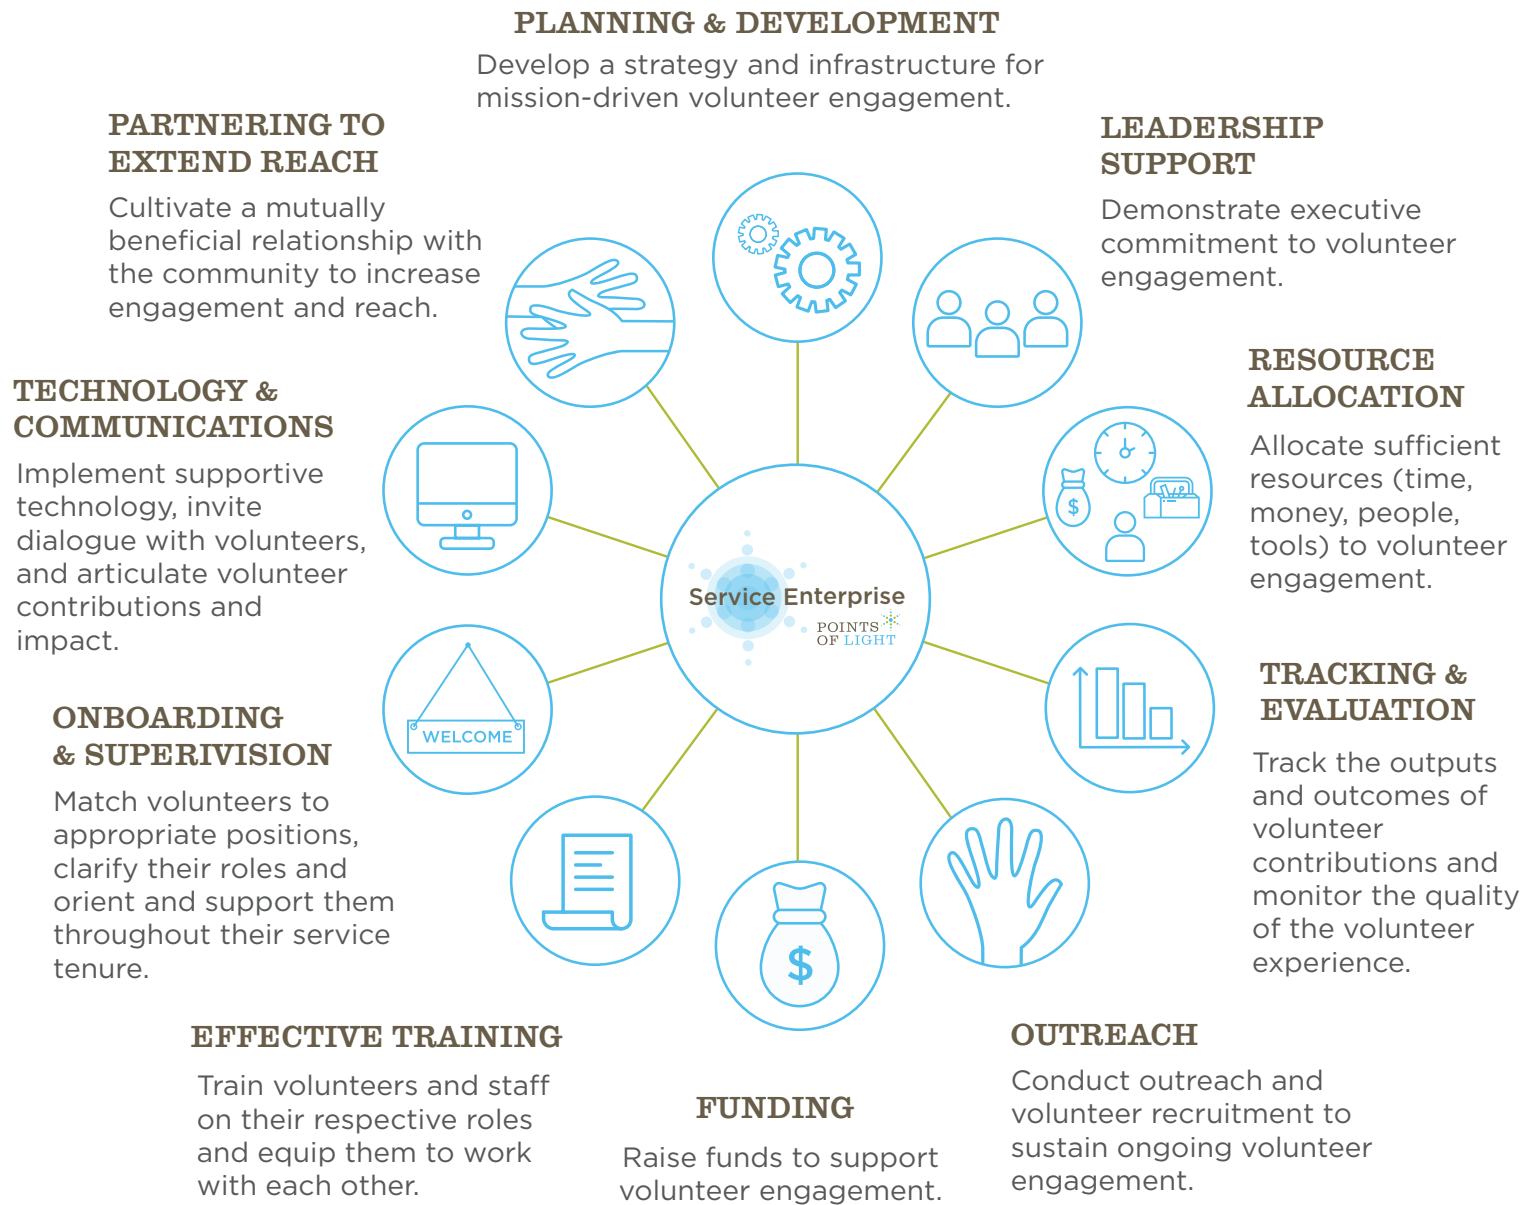 PLANNING & DEVELOPMENT
Develop a strategy and infrastructure for
mission-driven volunteer engagement.
LEADERSHIP
SUPPORT
Demonstrate executive
commitment to volunteer
engagement.
RESOURCE
ALLOCATION
Allocate sufficient
resources (time,
money, people,
tools) to volunteer
engagement.
$
TRACKING &
EVALUATION
Track the outputs
and outcomes of
volunteer
contributions and
monitor the quality
of the volunteer
experience.
OUTREACH
Conduct outreach and
volunteer recruitment to
sustain ongoing volunteer
engagement.
$
FUNDING
Raise funds to support
volunteer engagement.
EFFECTIVE TRAINING
Train volunteers and staff
on their respective roles
and equip them to work
with each other.
ONBOARDING
& SUPERIVISION
Match volunteers to
appropriate positions,
clarify their roles and
orient and support them
throughout their service
tenure.
WELCOME
TECHNOLOGY &
COMMUNICATIONS
Implement supportive
technology, invite
dialogue with volunteers,
and articulate volunteer
contributions and
impact.
PARTNERING TO
EXTEND REACH
Cultivate a mutually
beneficial relationship with
the community to increase
engagement and reach.
Service Enterprise
POINTS
OF LIGHT